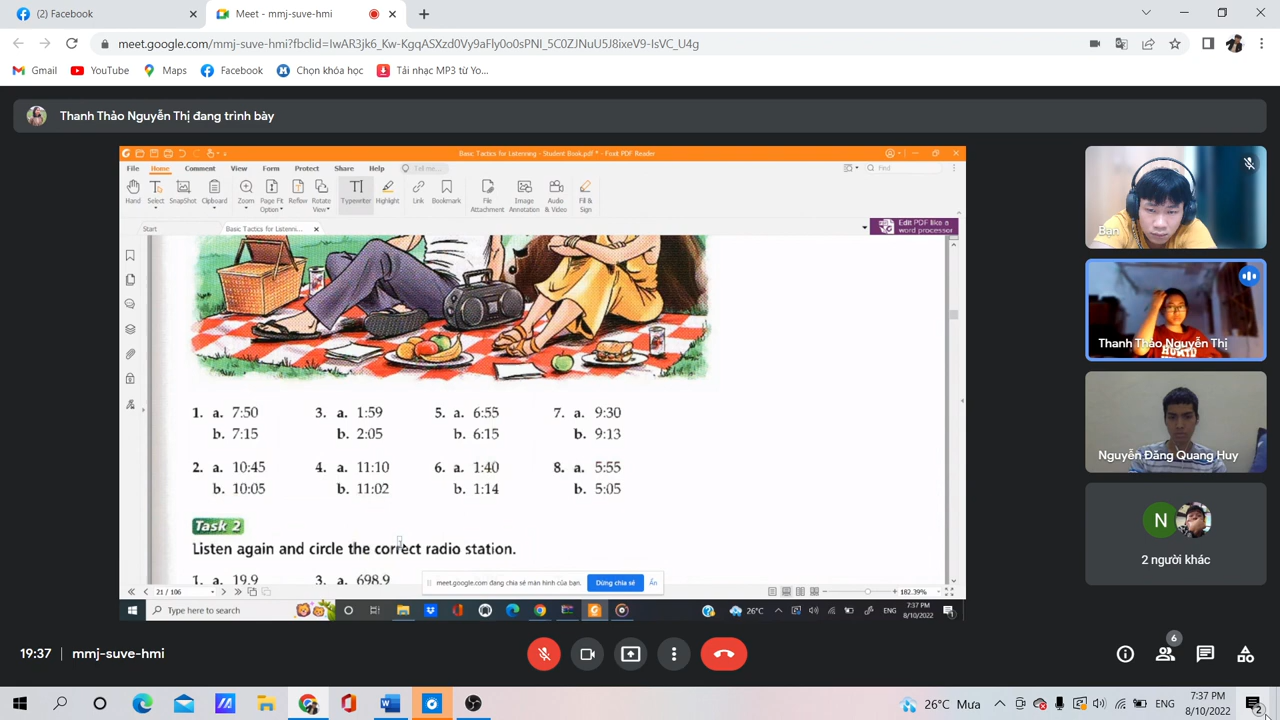 (2) Facebook
Meet - mmj-suve-hmi
meet.google.com/mmj-suve-hmi?fbclid=IwAR3jk6_Kw-KgqASXzd0Vy9aFly0o0sPNI_5C0ZJNuU5J8ixeV9-IsVC_U4g
Gmail YouTube Maps Facebook Chọn khóa học Tải nhạc MP3 từ Yo...
Thanh Thảo Nguyễn Thị đang trình bày
Basic Tactics for Listening - Student Book.pdf * - Foxit PDF Reader
File Home Comment View Form Protect Share Help Tell me... Find
Hand Select SnapShot Clipboard Zoom Page Fit Option Reflow Rotate View Typewriter Highlight Link Bookmark File Attachment Image Annotation Audio & Video Fill & Sign
Start Basic Tactics for Listenin...
Edit PDF like a word processor
1. a. 7:50 3. a. 1:59 5. a. 6:55 7. a. 9:30
b. 7:15 b. 2:05 b. 6:15 b. 9:13
2. a. 10:45 4. a. 11:10 6. a. 1:40 8. a. 5:55
b. 10:05 b. 11:02 b. 1:14 b. 5:05
Task 2
Listen again and circle the correct radio station.
1. a. 19.9 3. a. 698.9
meet.google.com đang chia sẻ màn hình của bạn. Dừng chia sẻ Ẩn
21 / 106
182.39%
Type here to search
26°C ENG 7:37 PM
8/10/2022
Bạn
Thanh Thảo Nguyễn Thị
Nguyễn Đăng Quang Huy
N
2 người khác
19:37 | mmj-suve-hmi
6
26°C Mưa ENG 7:37 PM
8/10/2022
2